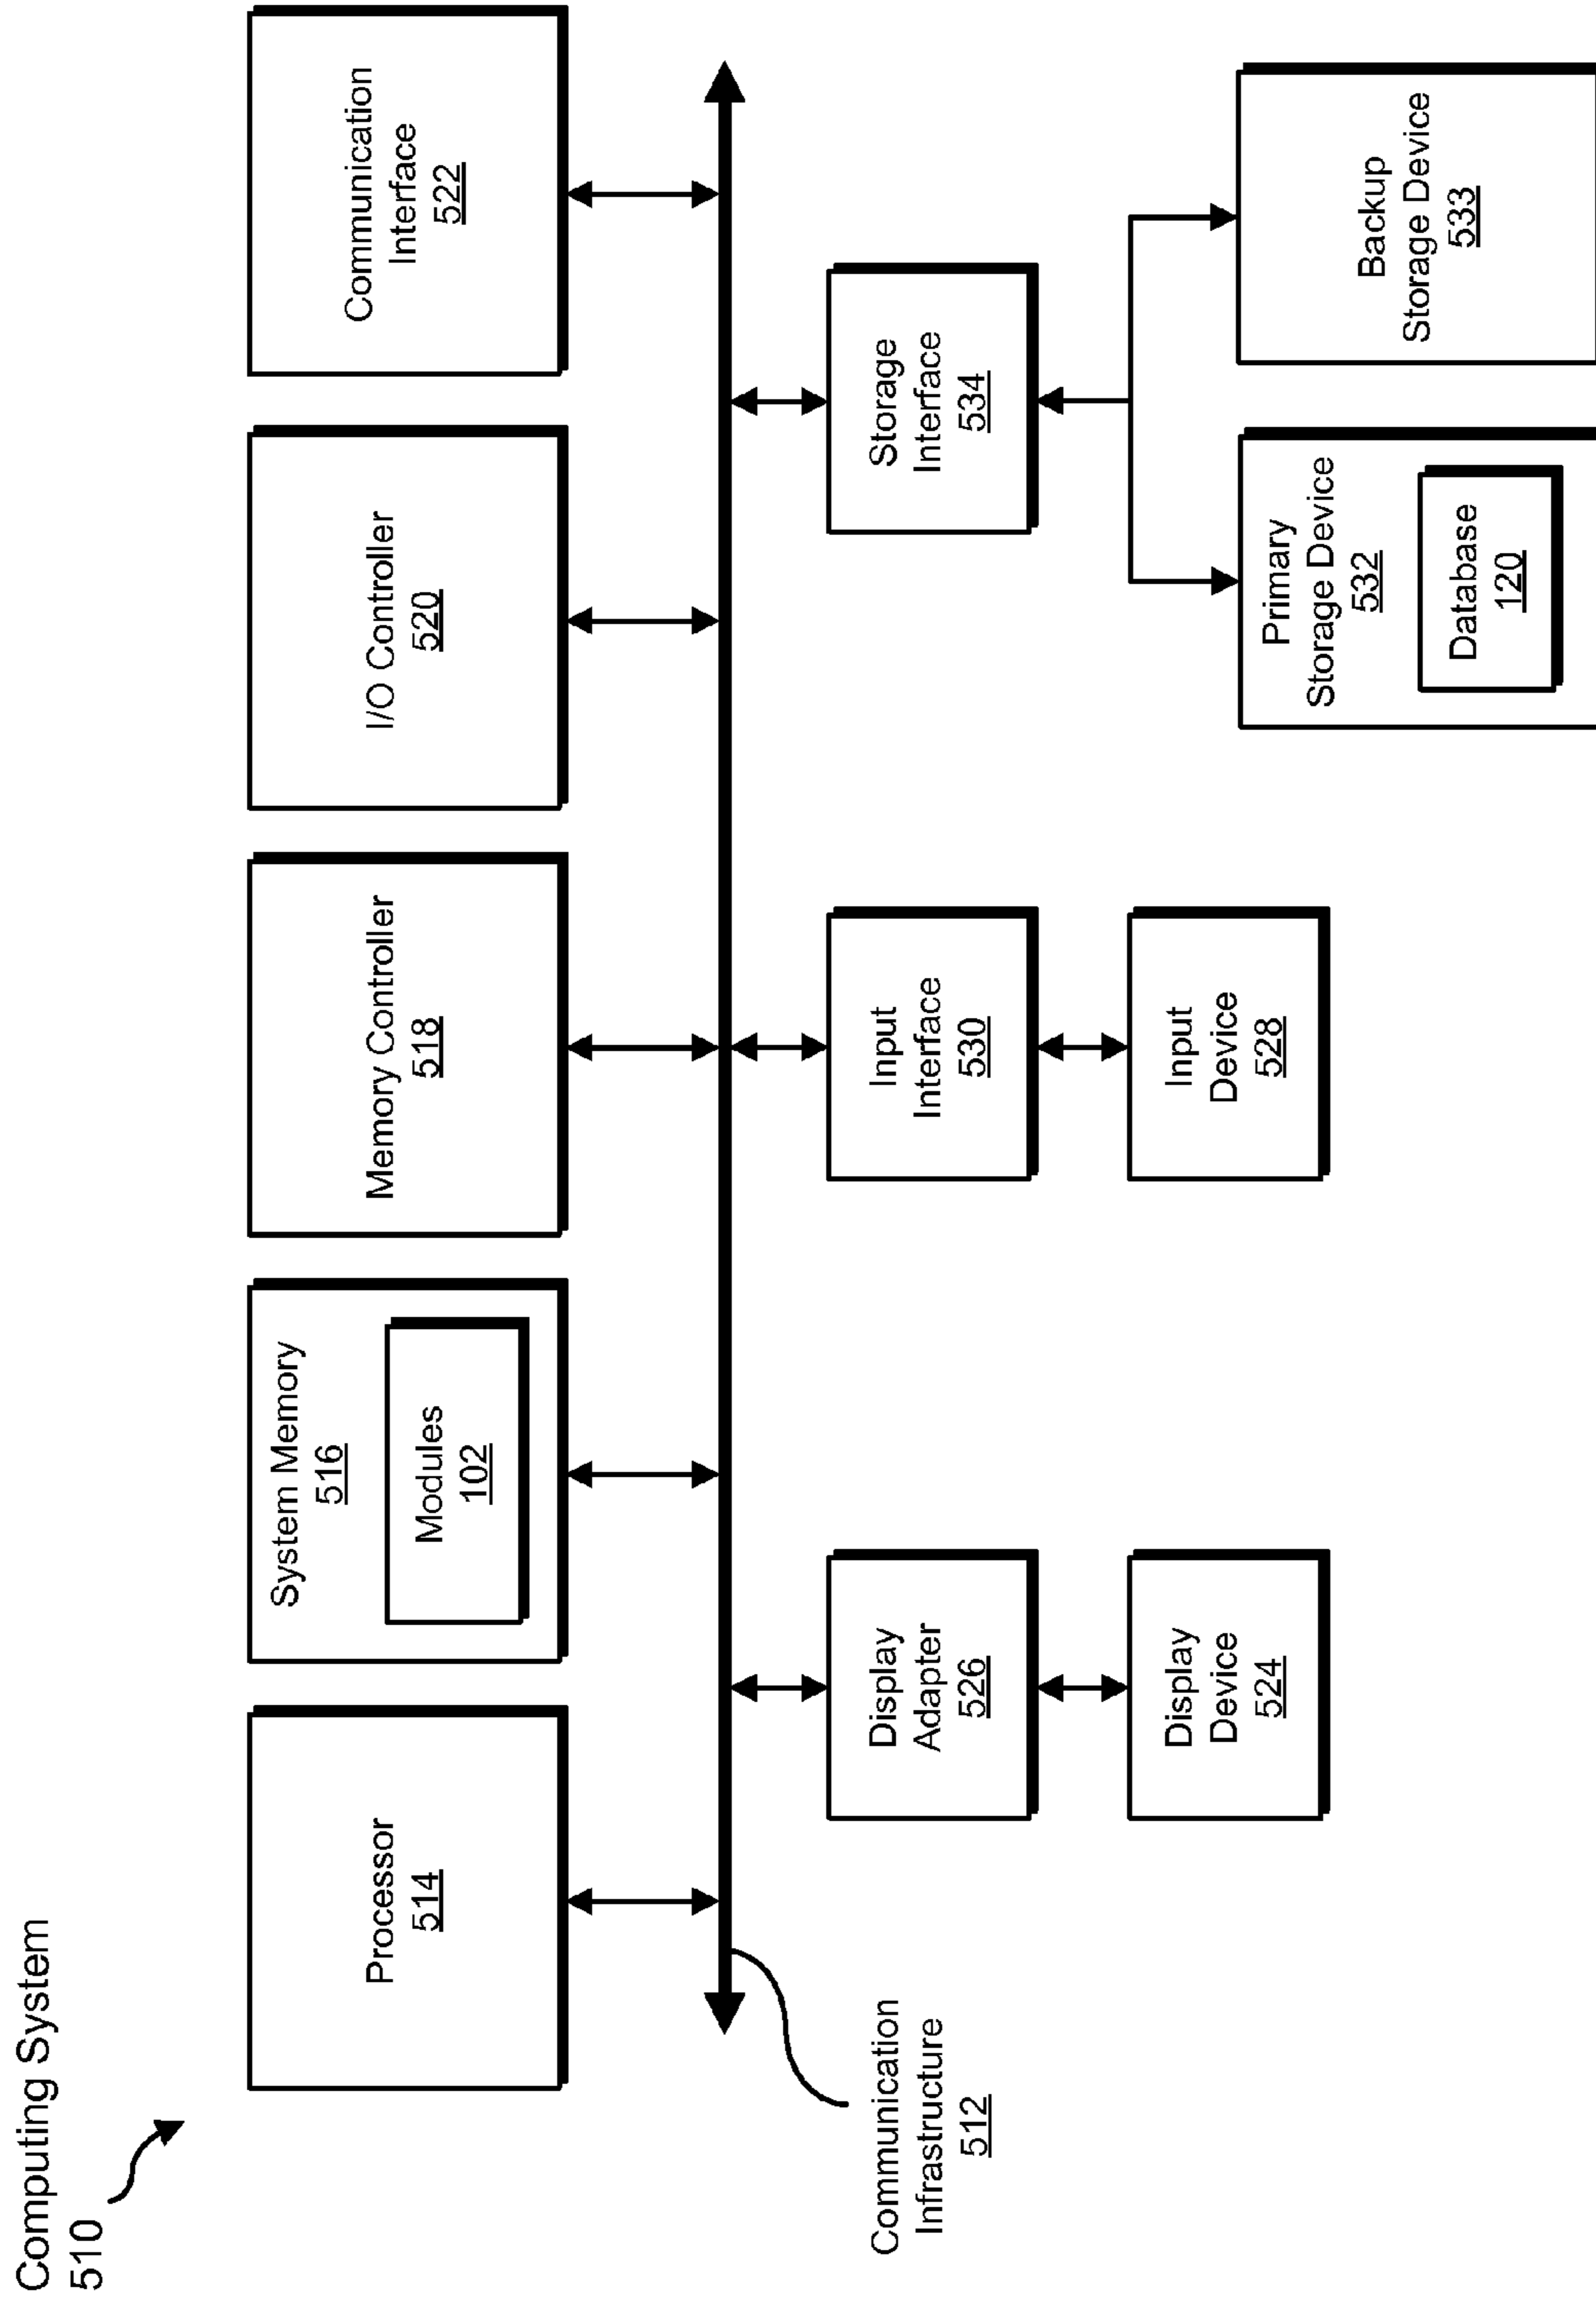 Computing System
510
Processor
514
System Memory
516
Modules
102
Memory Controller
518
I/O Controller
520
Communication
Interface
522
Communication
Infrastructure
512
Display
Adapter
526
Input
Interface
530
Storage
Interface
534
Display
Device
524
Input
Device
528
Primary
Storage Device
532
Database
120
Backup
Storage Device
533